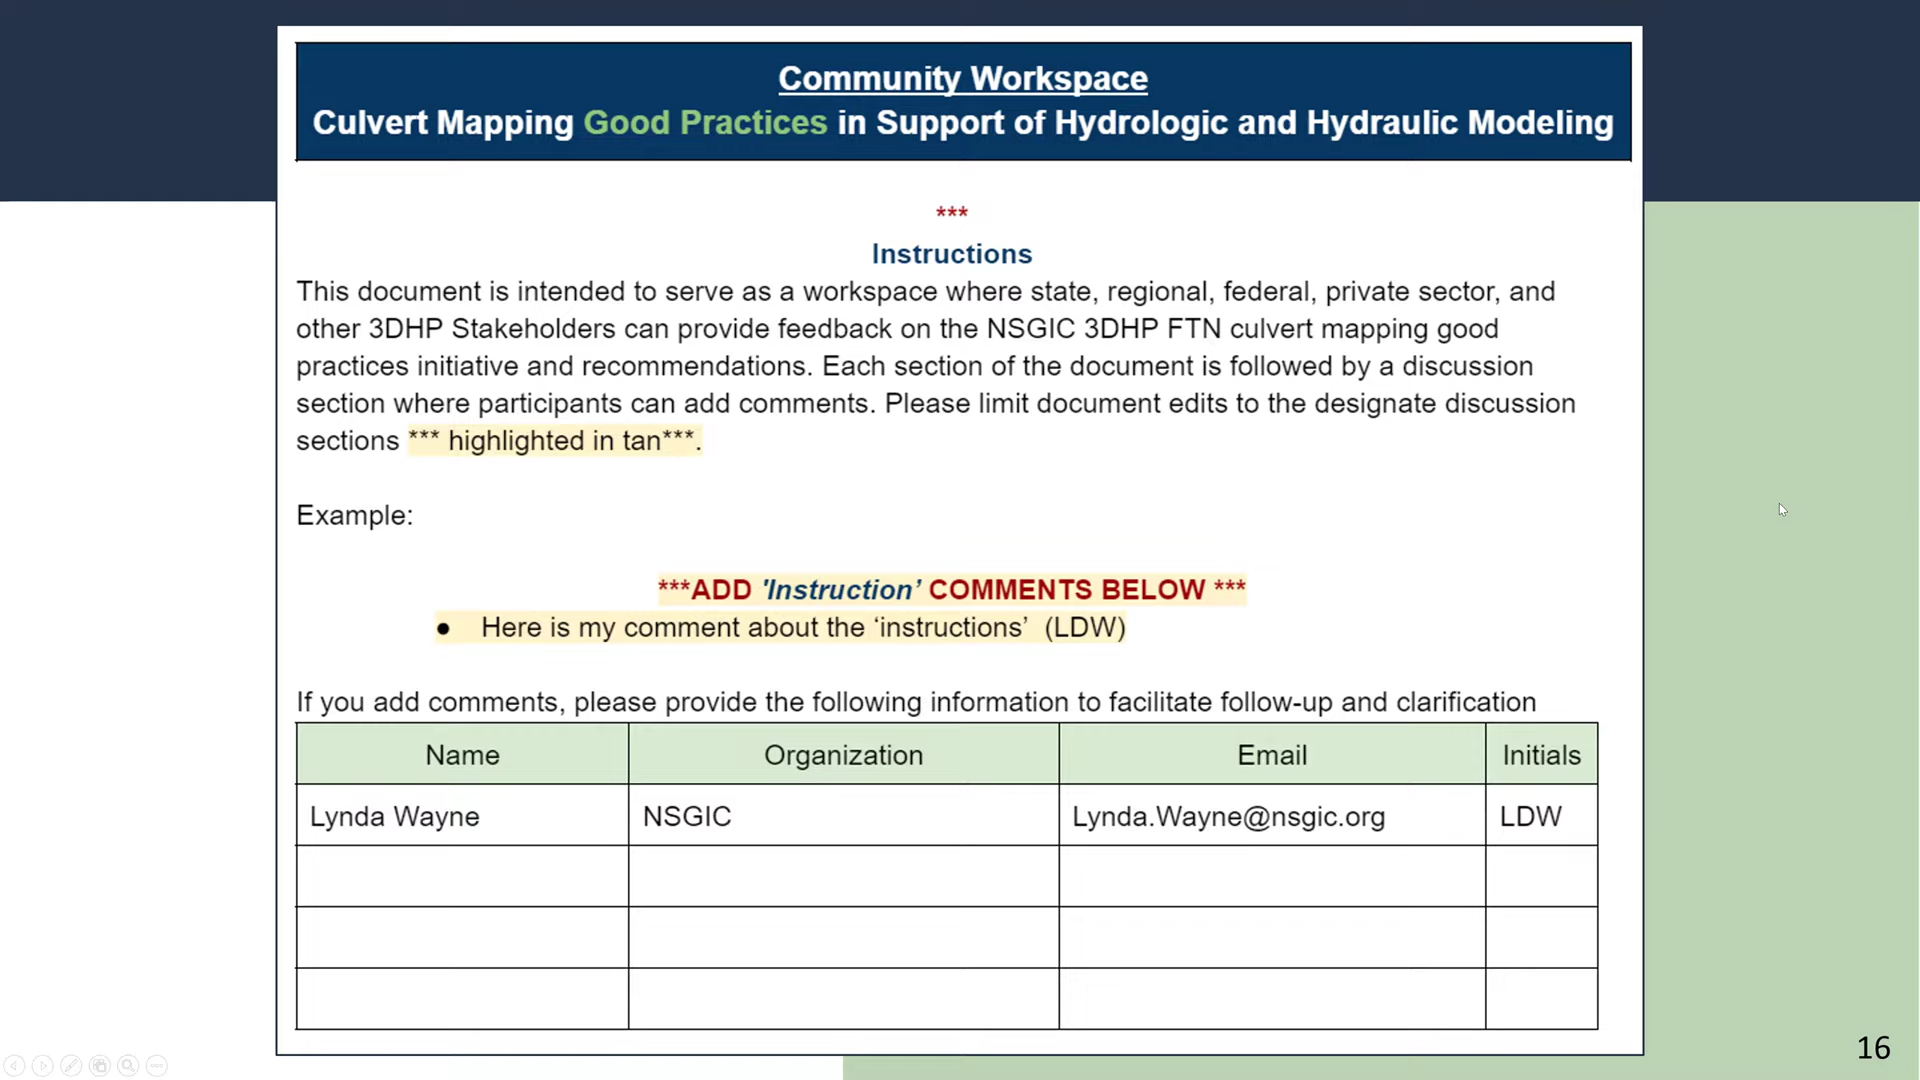 Community Workspace
Culvert Mapping Good Practices in Support of Hydrologic and Hydraulic Modeling
***
Instructions
This document is intended to serve as a workspace where state, regional, federal, private sector, and
other 3DHP Stakeholders can provide feedback on the NSGIC 3DHP FTN culvert mapping good
practices initiative and recommendations. Each section of the document is followed by a discussion
section where participants can add comments. Please limit document edits to the designate discussion
sections *** highlighted in tan***.
Example:
***ADD 'Instruction’ COMMENTS BELOW ***
● Here is my comment about the ‘instructions’ (LDW)
If you add comments, please provide the following information to facilitate follow-up and clarification
Name Organization Email Initials
Lynda Wayne NSGIC Lynda.Wayne@nsgic.org LDW
16